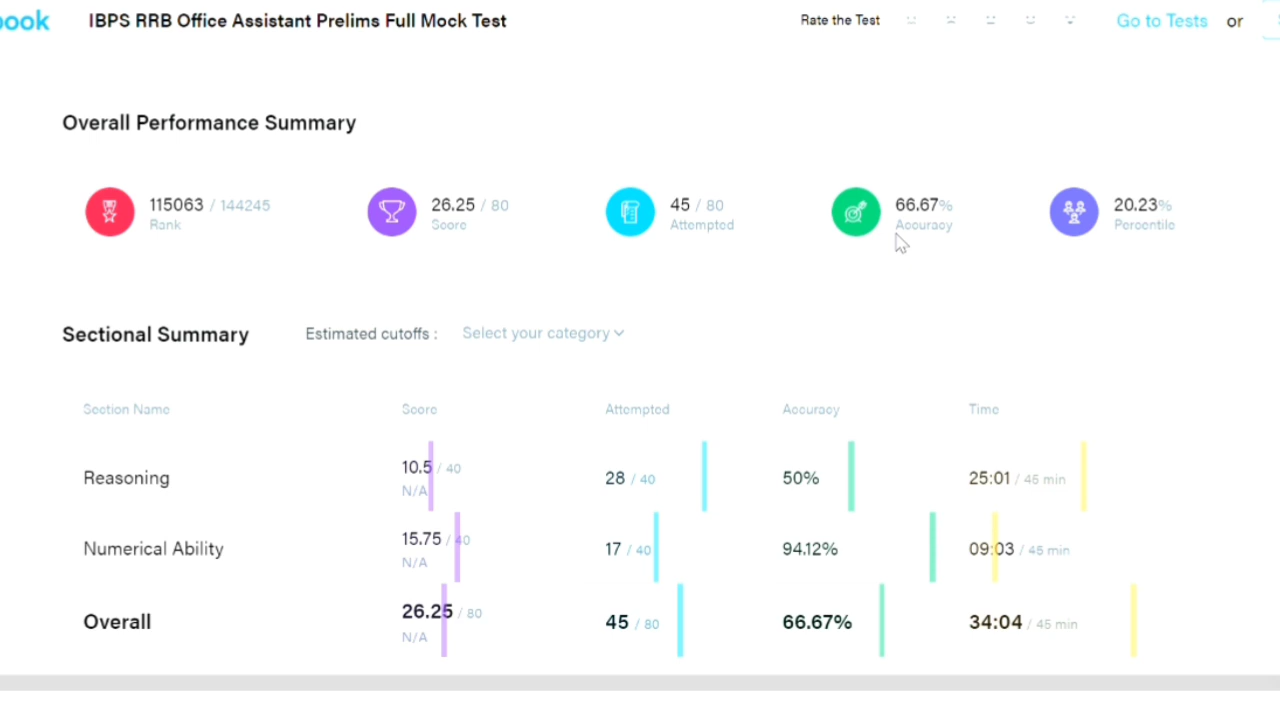 book IBPS RRB Office Assistant Prelims Full Mock Test Rate the Test Go to Tests or
Overall Performance Summary
115063 / 144245 26.25 / 80 45 / 80 66.67% 20.23%
Rank Score Attempted Accuracy Percentile
Sectional Summary Estimated cutoffs : Select your category
Section Name Score Attempted Accuracy Time
Reasoning 10.5 / 40 28 / 40 50% 25:01 / 45 min
N/A
Numerical Ability 15.75 / 40 17 / 40 94.12% 09:03 / 45 min
N/A
Overall 26.25 / 80 45 / 80 66.67% 34:04 / 45 min
N/A